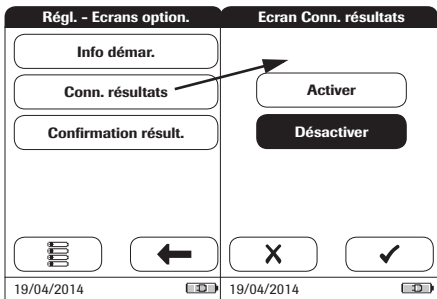 Régl. - Ecrans option.
Info démar.
Conn. résultats
Confirmation résult.
19/04/2014
Ecran Conn. résultats
Activer
Désactiver
19/04/2014